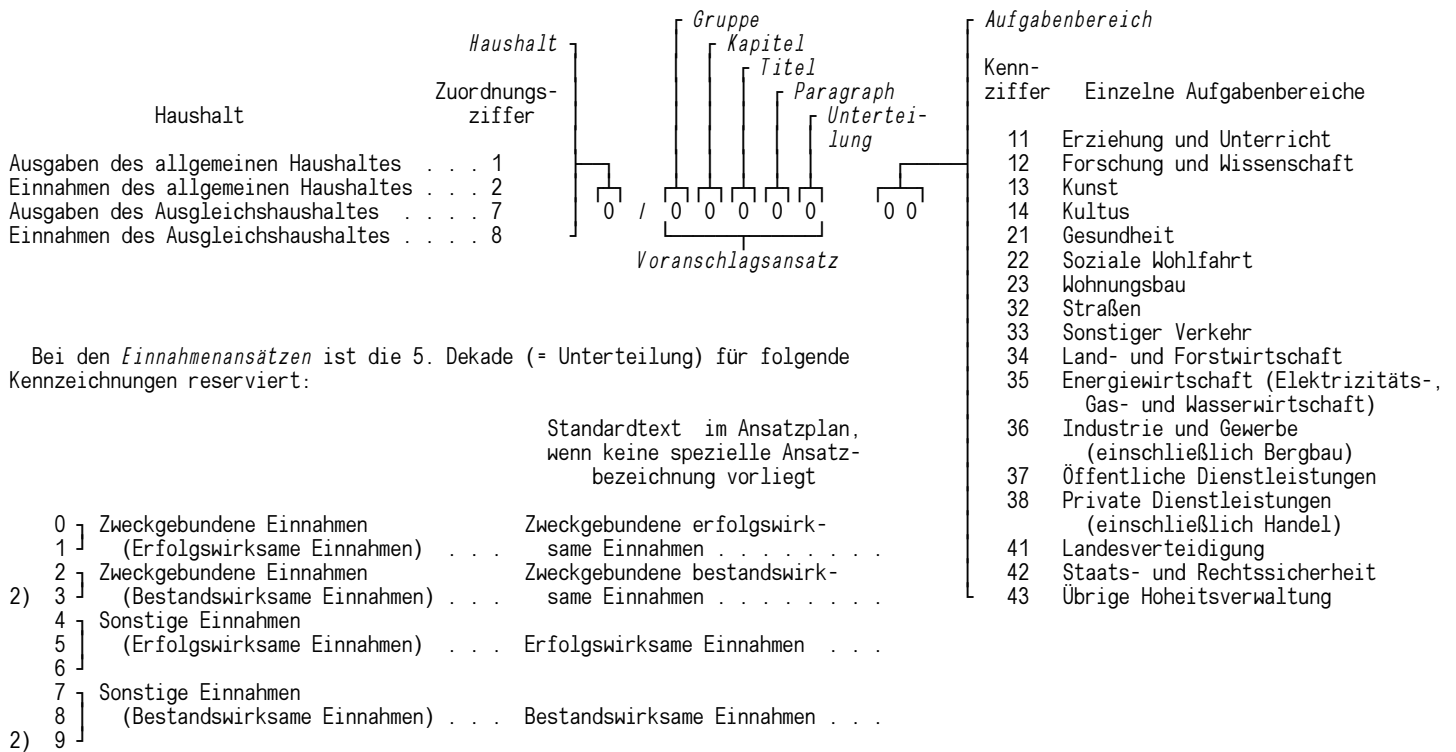 Gruppe
Kapitel
Titel
Paragraph
Untertei-
lung
Haushalt
Zuordnungs-
Haushalt ziffer
Ausgaben des allgemeinen Haushaltes . . . 1
Einnahmen des allgemeinen Haushaltes . . . 2
Ausgaben des Ausgleichshaushaltes . . . . 7
Einnahmen des Ausgleichshaushaltes . . . . 8
0 / 0 0 0 0 0 0 0
Voranschlagsansatz
Bei den Einnahmenansätzen ist die 5. Dekade (= Unterteilung) für folgende
Kennzeichnungen reserviert:
Standardtext im Ansatzplan,
wenn keine spezielle Ansatz-
bezeichnung vorliegt
0 Zweckgebundene Einnahmen Zweckgebundene erfolgswirk-
1 (Erfolgswirksame Einnahmen) . . . same Einnahmen . . . . . . . .
2 Zweckgebundene Einnahmen Zweckgebundene bestandswirk-
2) 3 (Bestandswirksame Einnahmen) . . . same Einnahmen . . . . . . . .
4 Sonstige Einnahmen
5 (Erfolgswirksame Einnahmen) . . . Erfolgswirksame Einnahmen . . .
6
7 Sonstige Einnahmen
8 (Bestandswirksame Einnahmen) . . . Bestandswirksame Einnahmen . . .
2) 9
Aufgabenbereich
Kenn-
ziffer Einzelne Aufgabenbereiche
11 Erziehung und Unterricht
12 Forschung und Wissenschaft
13 Kunst
14 Kultus
21 Gesundheit
22 Soziale Wohlfahrt
23 Wohnungsbau
32 Straßen
33 Sonstiger Verkehr
34 Land- und Forstwirtschaft
35 Energiewirtschaft (Elektrizitäts-,
Gas- und Wasserwirtschaft)
36 Industrie und Gewerbe
(einschließlich Bergbau)
37 Öffentliche Dienstleistungen
38 Private Dienstleistungen
(einschließlich Handel)
41 Landesverteidigung
42 Staats- und Rechtssicherheit
43 Übrige Hoheitsverwaltung